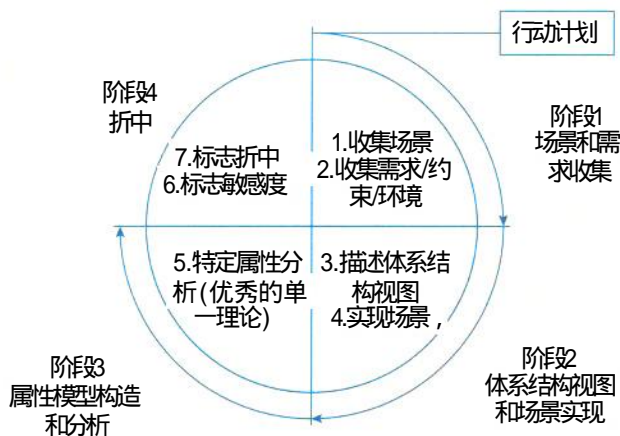 行动计划
阶段4
折中
阶段1
场景和需
求收集
7.标志折中
6.标志敏感度
1.收集场景
2.收集需求/约
束/环境
5.特定属性分
析(优秀的单
一理论)
3.描述体系结
构视图
4.实现场景,
阶段3
属性模型构造
和分析
阶段2
体系结构视图
和场景实现